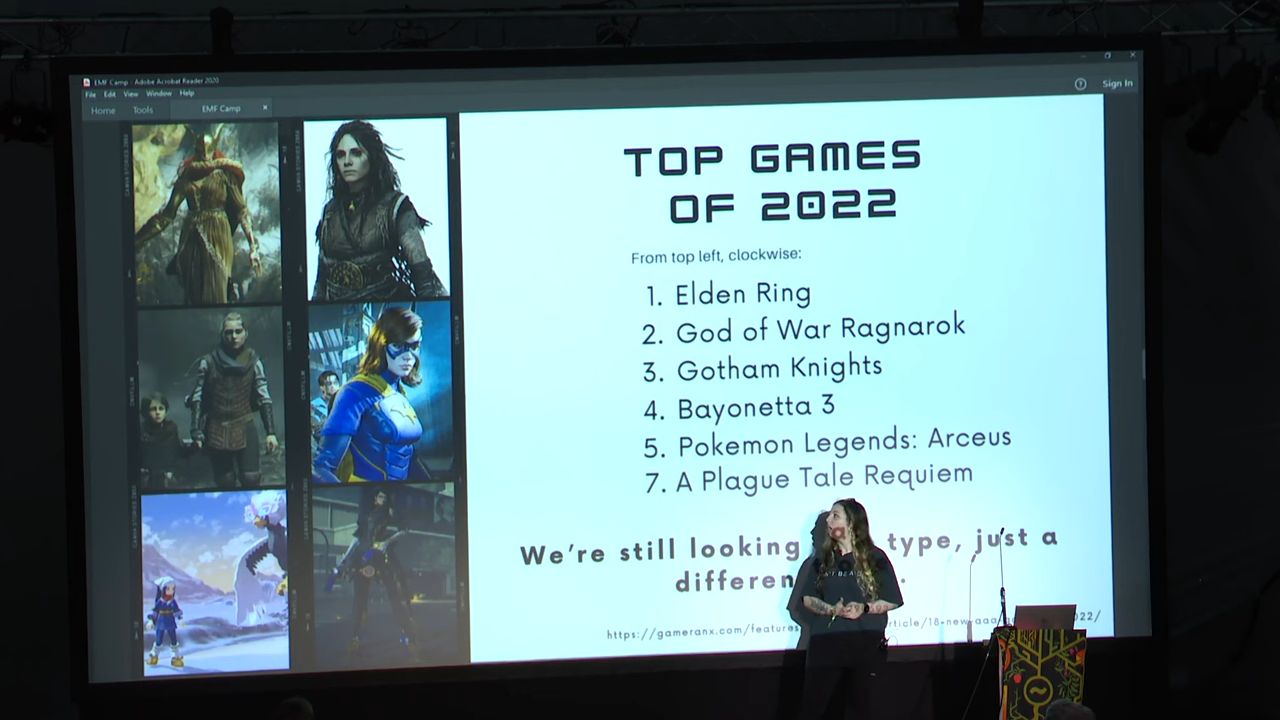 EMF Camp - Adobe Acrobat Reader 2020
File Edit View Window Help
Home Tools EMF Camp × Sign In
TOP GAMES
OF 2022
From top left, clockwise:
1. Elden Ring
2. God of War Ragnarok
3. Gotham Knights
4. Bayonetta 3
5. Pokemon Legends: Arceus
7. A Plague Tale Requiem
We're still looking type, just a
differen .
https://gameranx.com/features rticle/18-new-aaa 022/